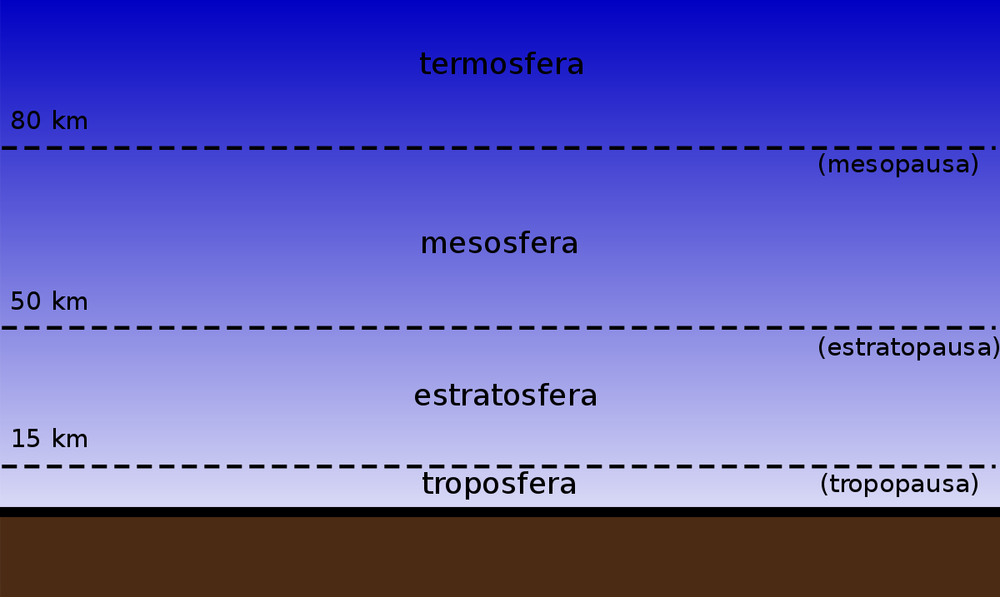 termosfera
80 km
(mesopausa)
mesosfera
50 km
(estratopausa)
estratosfera
15 km
troposfera
(tropopausa)